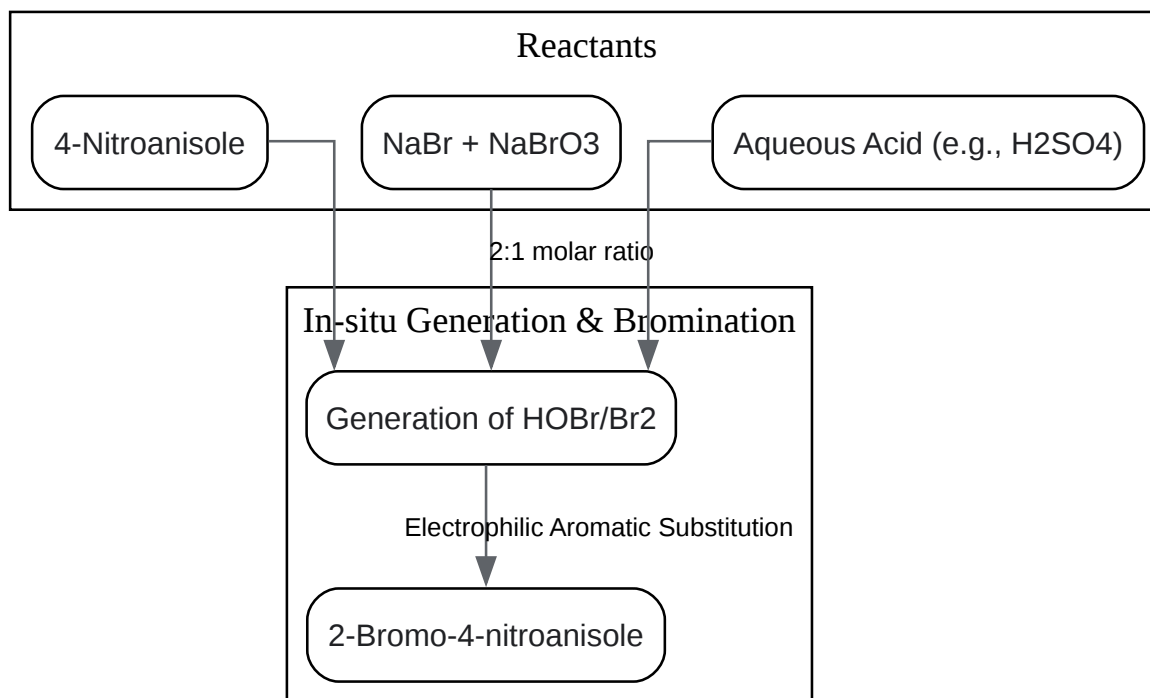 Reactants
4-Nitroanisole
NaBr + NaBrO3
Aqueous Acid (e.g., H2SO4)
2:1 molar ratio
In-situ Generation & Bromination
Generation of HOBr/Br2
Electrophilic Aromatic Substitution
2-Bromo-4-nitroanisole